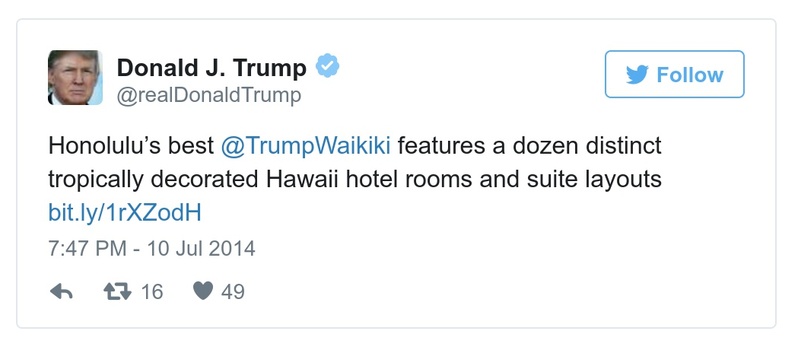 Donald J. Trump
@realDonaldTrump
Follow
Honolulu’s best @TrumpWaikiki features a dozen distinct
tropically decorated Hawaii hotel rooms and suite layouts
bit.ly/1rXZodH
7:47 PM - 10 Jul 2014
16 49